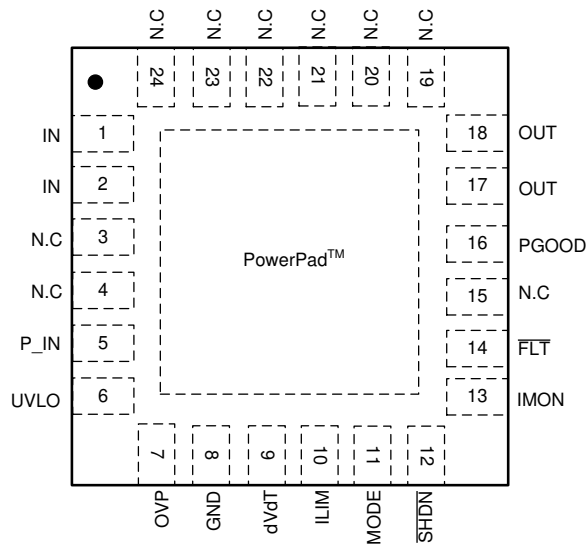 N.C N.C N.C N.C N.C N.C
24 23 22 21 20 19
IN 1 18 OUT
IN 2 17 OUT
N.C 3 16 PGOOD
PowerPad™
N.C 4 15 N.C
P_IN 5 14 F̅L̅T̅
UVLO 6 13 IMON
7 8 9 10 11 12
OVP GND dVdT ILIM MODE S̅H̅D̅N̅